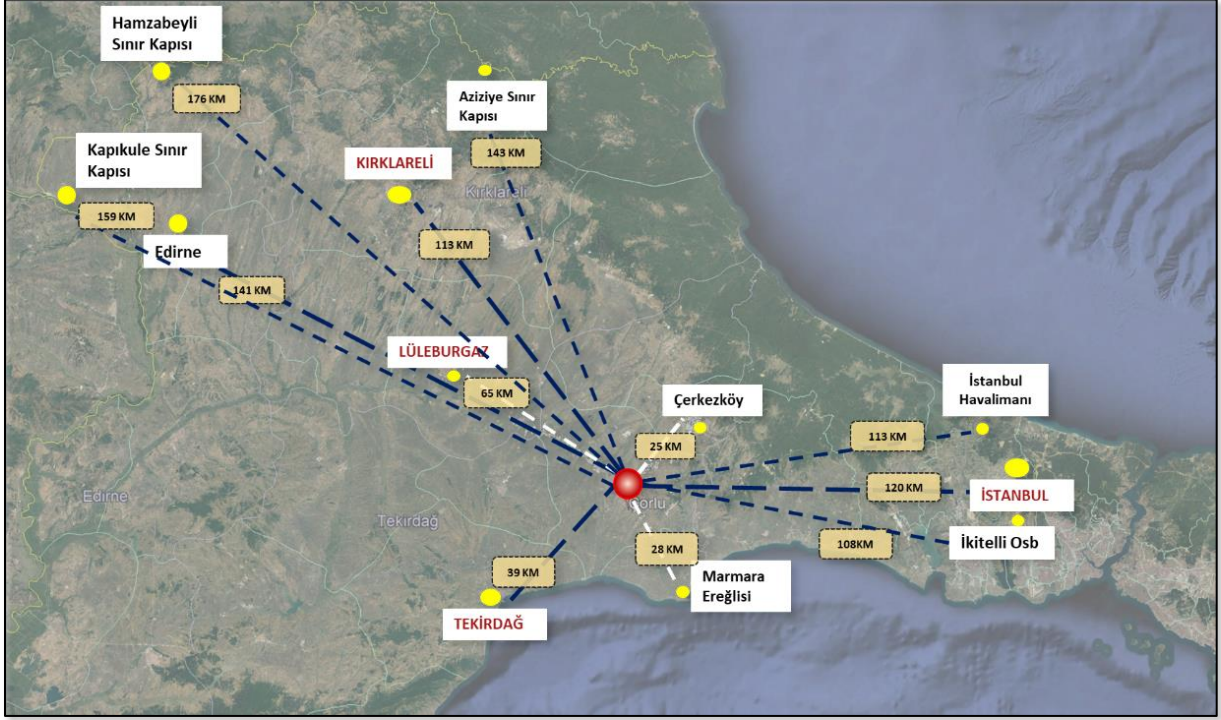 Hamzabeyli
Sınır Kapısı
176 KM
Aziziye Sınır
Kapısı
143 KM
Kapıkule Sınır
Kapısı
159 KM
KIRKLARELİ
Kırklareli
113 KM
Edirne
141 KM
LÜLEBURGAZ
65 KM
Çerkezköy
25 KM
İstanbul
Havalimanı
113 KM
120 KM
İSTANBUL
Çorlu
Edirne
Tekirdağ
108KM
İkitelli Osb
28 KM
39 KM
Marmara
Ereğlisi
TEKİRDAĞ